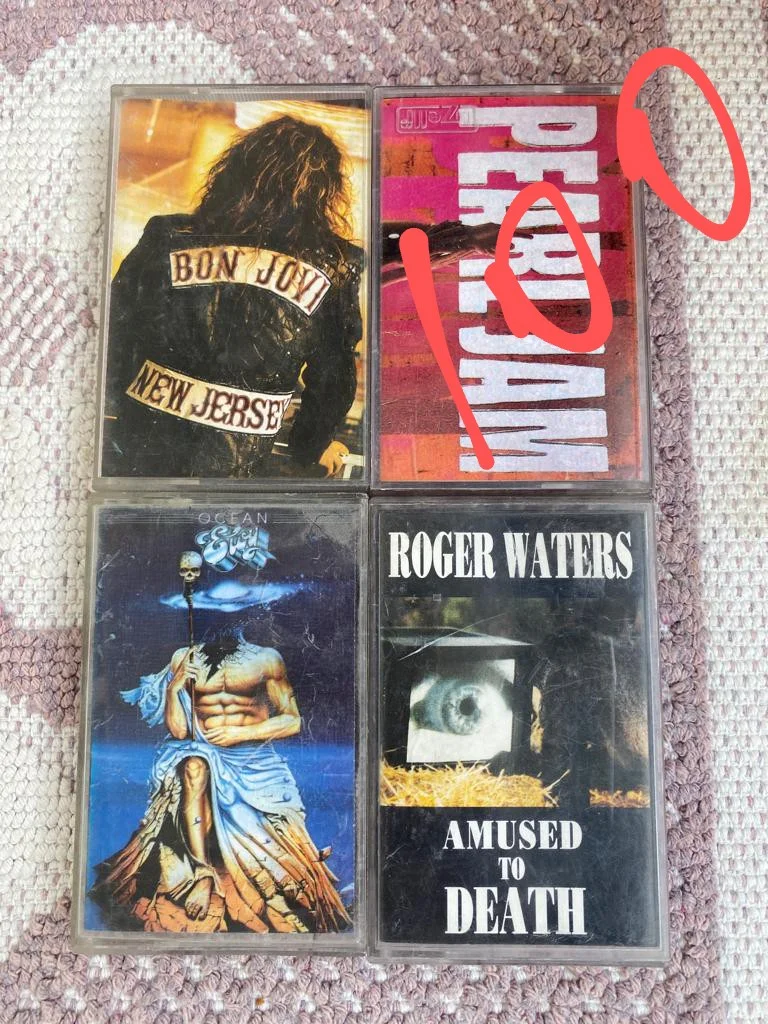 BON JOVI
NEW JERSEY
PEARL JAM
OCEAN
Eloy
ROGER WATERS
AMUSED
TO
DEATH